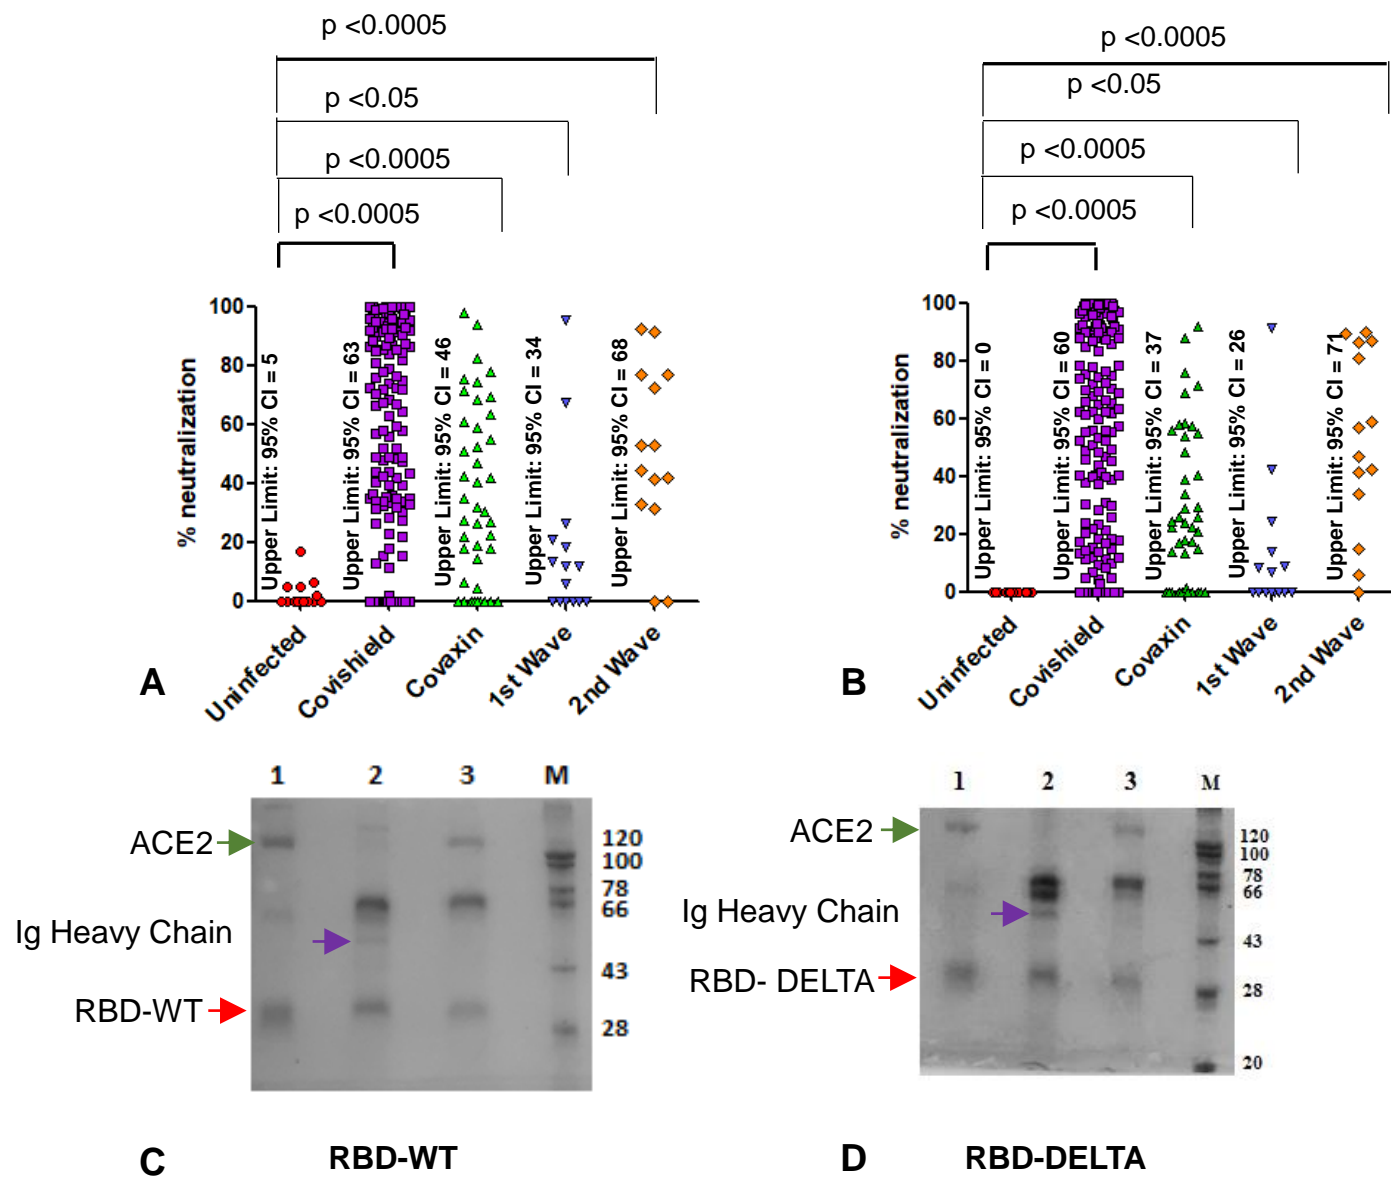 p <0.0005
p <0.05
p <0.0005
p <0.0005
100
80
60
40
20
0
% neutralization
Upper Limit: 95% CI = 5
Upper Limit: 95% CI = 63
Upper Limit: 95% CI = 46
Upper Limit: 95% CI = 34
Upper Limit: 95% CI = 68
Uninfected
Covishield
Covaxin
1st Wave
2nd Wave
A
p <0.0005
p <0.05
p <0.0005
p <0.0005
100
80
60
40
20
0
% neutralization
Upper Limit: 95% CI = 0
Upper Limit: 95% CI = 60
Upper Limit: 95% CI = 37
Upper Limit: 95% CI = 26
Upper Limit: 95% CI = 71
Uninfected
Covishield
Covaxin
1st Wave
2nd Wave
B
1 2 3 M
ACE2
Ig Heavy Chain
RBD-WT
120
100
78
66
43
28
C
RBD-WT
1 2 3 M
ACE2
Ig Heavy Chain
RBD- DELTA
120
100
78
66
43
28
20
D
RBD-DELTA